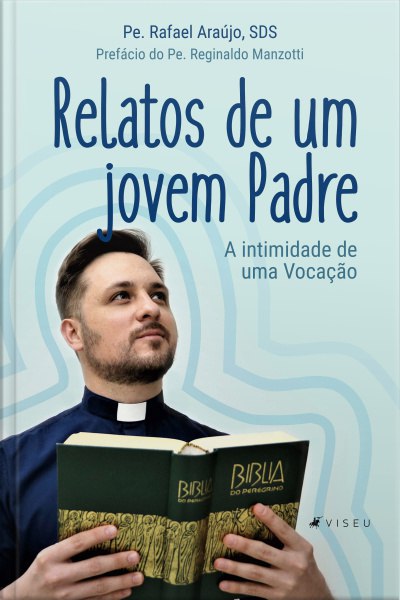 Pe. Rafael Araújo, SDS
Prefácio do Pe. Reginaldo Manzotti
Relatos de um
jovem Padre
A intimidade de
uma Vocação
BIBLIA
DO PEREGRINO
BIBLIA
DO PEREGRINO
VISEU